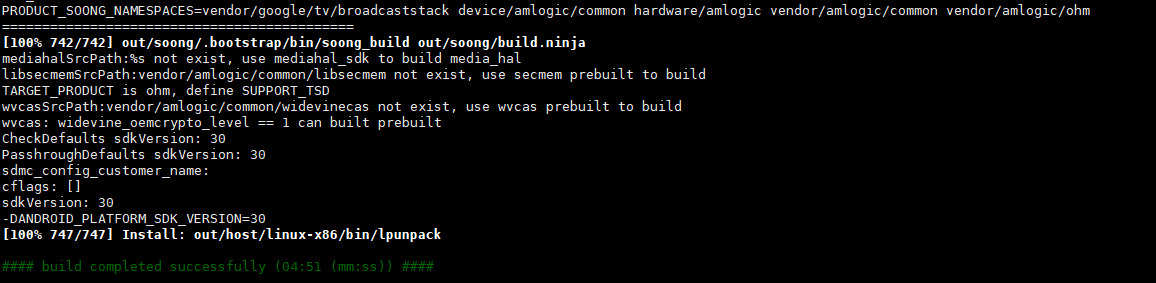 PRODUCT_SOONG_NAMESPACES=vendor/google/tv/broadcaststack device/amlogic/common hardware/amlogic vendor/amlogic/common vendor/amlogic/ohm
============================================
[100% 742/742] out/soong/.bootstrap/bin/soong_build out/soong/build.ninja
mediahalSrcPath:%s not exist, use mediahal_sdk to build media_hal
libsecmemSrcPath:vendor/amlogic/common/libsecmem not exist, use secmem prebuilt to build
TARGET_PRODUCT is ohm, define SUPPORT_TSD
wvcasSrcPath:vendor/amlogic/common/widevinecas not exist, use wvcas prebuilt to build
wvcas: widevine_oemcrypto_level == 1 can built prebuilt
CheckDefaults sdkVersion: 30
PasshroughDefaults sdkVersion: 30
sdmc_config_customer_name:
cflags: []
sdkVersion: 30
-DANDROID_PLATFORM_SDK_VERSION=30
[100% 747/747] Install: out/host/linux-x86/bin/lpunpack
#### build completed successfully (04:51 (mm:ss)) ####